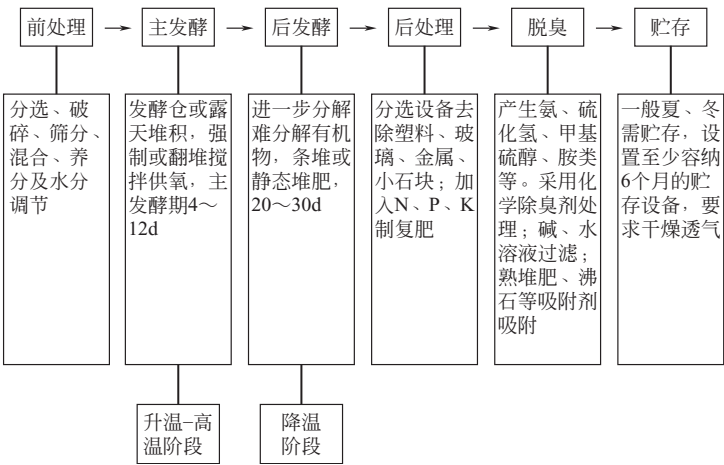 前处理
主发酵
后发酵
后处理
脱臭
贮存
分选、破
碎、筛分、
混合、养
分及水分
调节
发酵仓或露
天堆积，强
制或翻堆搅
拌供氧，主
发酵期4～
12d
进一步分解
难分解有机
物，条堆或
静态堆肥，
20～30d
分选设备去
除塑料、玻
璃、金属、
小石块；加
入N、P、K
制复肥
产生氨、硫
化氢、甲基
硫醇、胺类
等。采用化
学除臭剂处
理；碱、水
溶液过滤；
熟堆肥、沸
石等吸附剂
吸附
一般夏、冬
需贮存，设
置至少容纳
6个月的贮
存设备，要
求干燥透气
升温-高
温阶段
降温
阶段